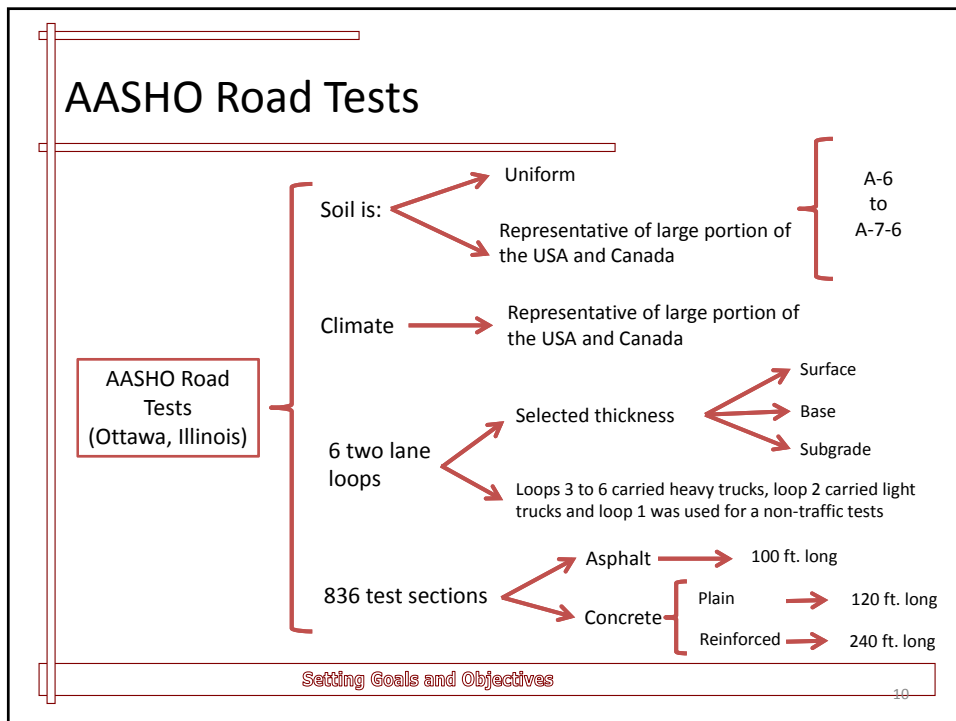 AASHO Road Tests
Uniform
Soil is:
Representative of large portion of
the USA and Canada
A-6
to
A-7-6
Climate
Representative of large portion of
the USA and Canada
AASHO Road
Tests
(Ottawa, Illinois)
6 two lane
loops
Selected thickness
Surface
Base
Subgrade
Loops 3 to 6 carried heavy trucks, loop 2 carried light
trucks and loop 1 was used for a non-traffic tests
836 test sections
Asphalt
100 ft. long
Concrete
Plain
120 ft. long
Reinforced
240 ft. long
Setting Goals and Objectives
10